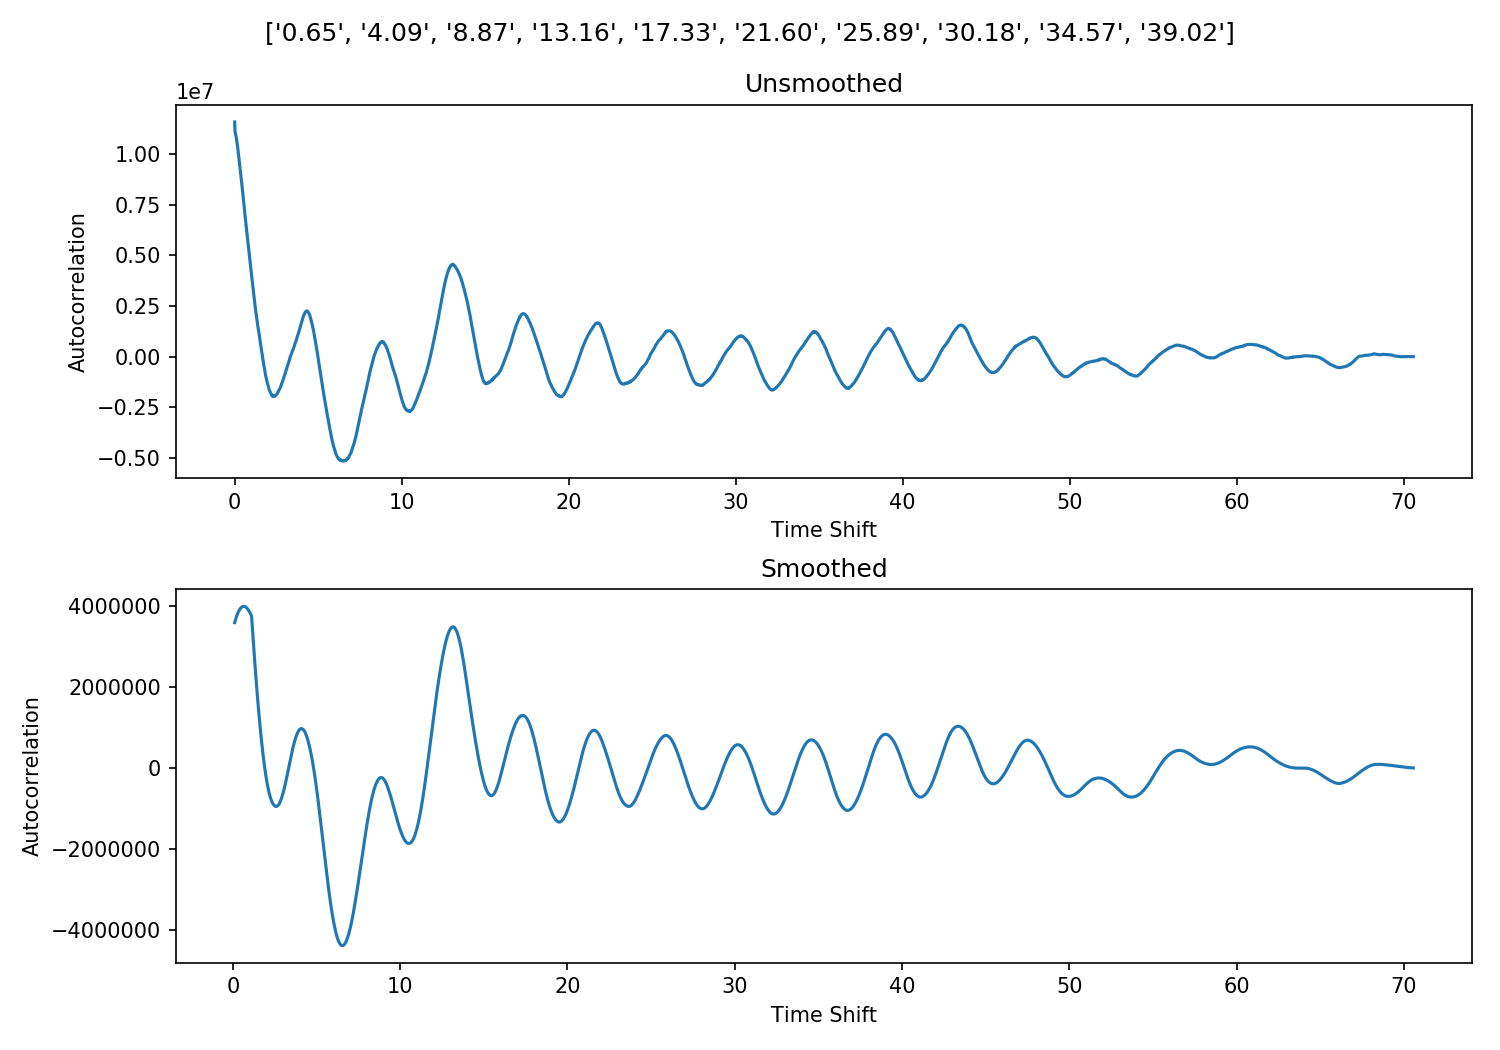 ['0.65', '4.09', '8.87', '13.16', '17.33', '21.60', '25.89', '30.18', '34.57', '39.02']
Unsmoothed
1e7
1.00
0.75
0.50
0.25
0.00
−0.25
−0.50
Autocorrelation
0 10 20 30 40 50 60 70
Time Shift
Smoothed
4000000
2000000
0
−2000000
−4000000
Autocorrelation
0 10 20 30 40 50 60 70
Time Shift